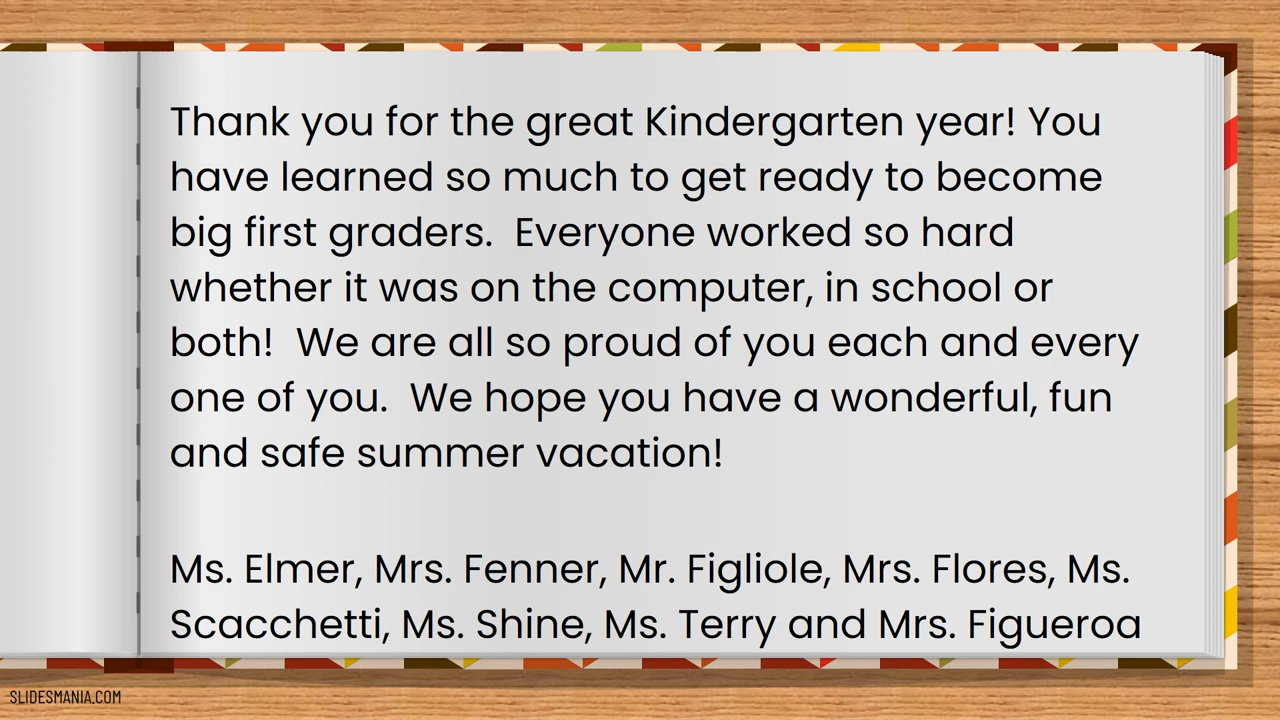 Thank you for the great Kindergarten year! You
have learned so much to get ready to become
big first graders.  Everyone worked so hard
whether it was on the computer, in school or
both!  We are all so proud of you each and every
one of you.  We hope you have a wonderful, fun
and safe summer vacation!
Ms. Elmer, Mrs. Fenner, Mr. Figliole, Mrs. Flores, Ms.
Scacchetti, Ms. Shine, Ms. Terry and Mrs. Figueroa
SLIDESMANIA.COM